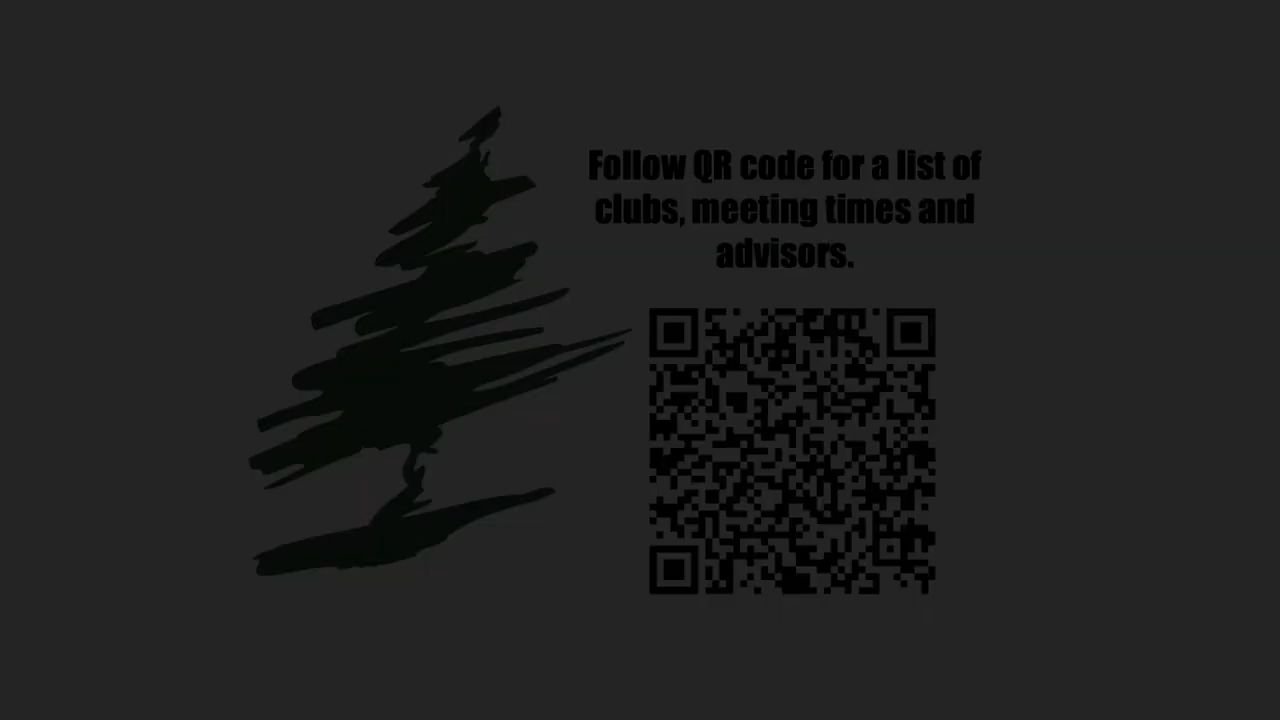 Follow QR code for a list of
clubs, meeting times and
advisors.